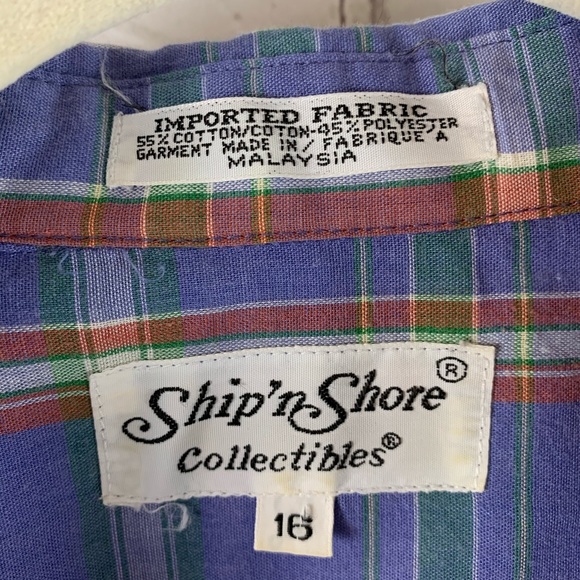 IMPORTED FABRIC
55% COTTON/COTON-45% POLYESTER
GARMENT MADE IN/FABRIQUE A
MALAYSIA
Ship'n Shore®
Collectibles®
16